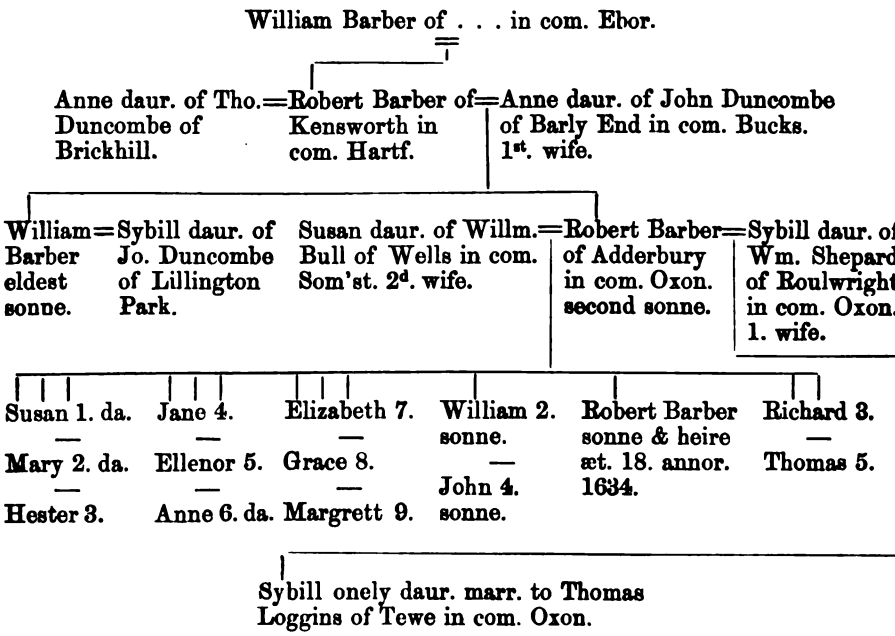 William Barber of . . . in com. Ebor.
Anne daur. of Tho.=Robert Barber of=Anne daur. of John Duncombe
Duncombe of Kensworth in of Barly End in com. Bucks.
Brickhill. com. Hartf. 1st. wife.
William=Sybill daur. of Susan daur. of Willm.=Robert Barber=Sybill daur. of
Barber Jo. Duncombe Bull of Wells in com. of Adderbury Wm. Shepard
eldest of Lillington Som'st. 2d. wife. in com. Oxon. of Roulwright
sonne. Park. second sonne. in com. Oxon.
1. wife.
Susan 1. da. Jane 4. Elizabeth 7. William 2. Robert Barber Richard 3.
sonne. sonne & heire
Mary 2. da. Ellenor 5. Grace 8. æt. 18. annor. Thomas 5.
John 4. 1634.
Hester 3. Anne 6. da. Margrett 9. sonne.
Sybill onely daur. marr. to Thomas
Loggins of Tewe in com. Oxon.